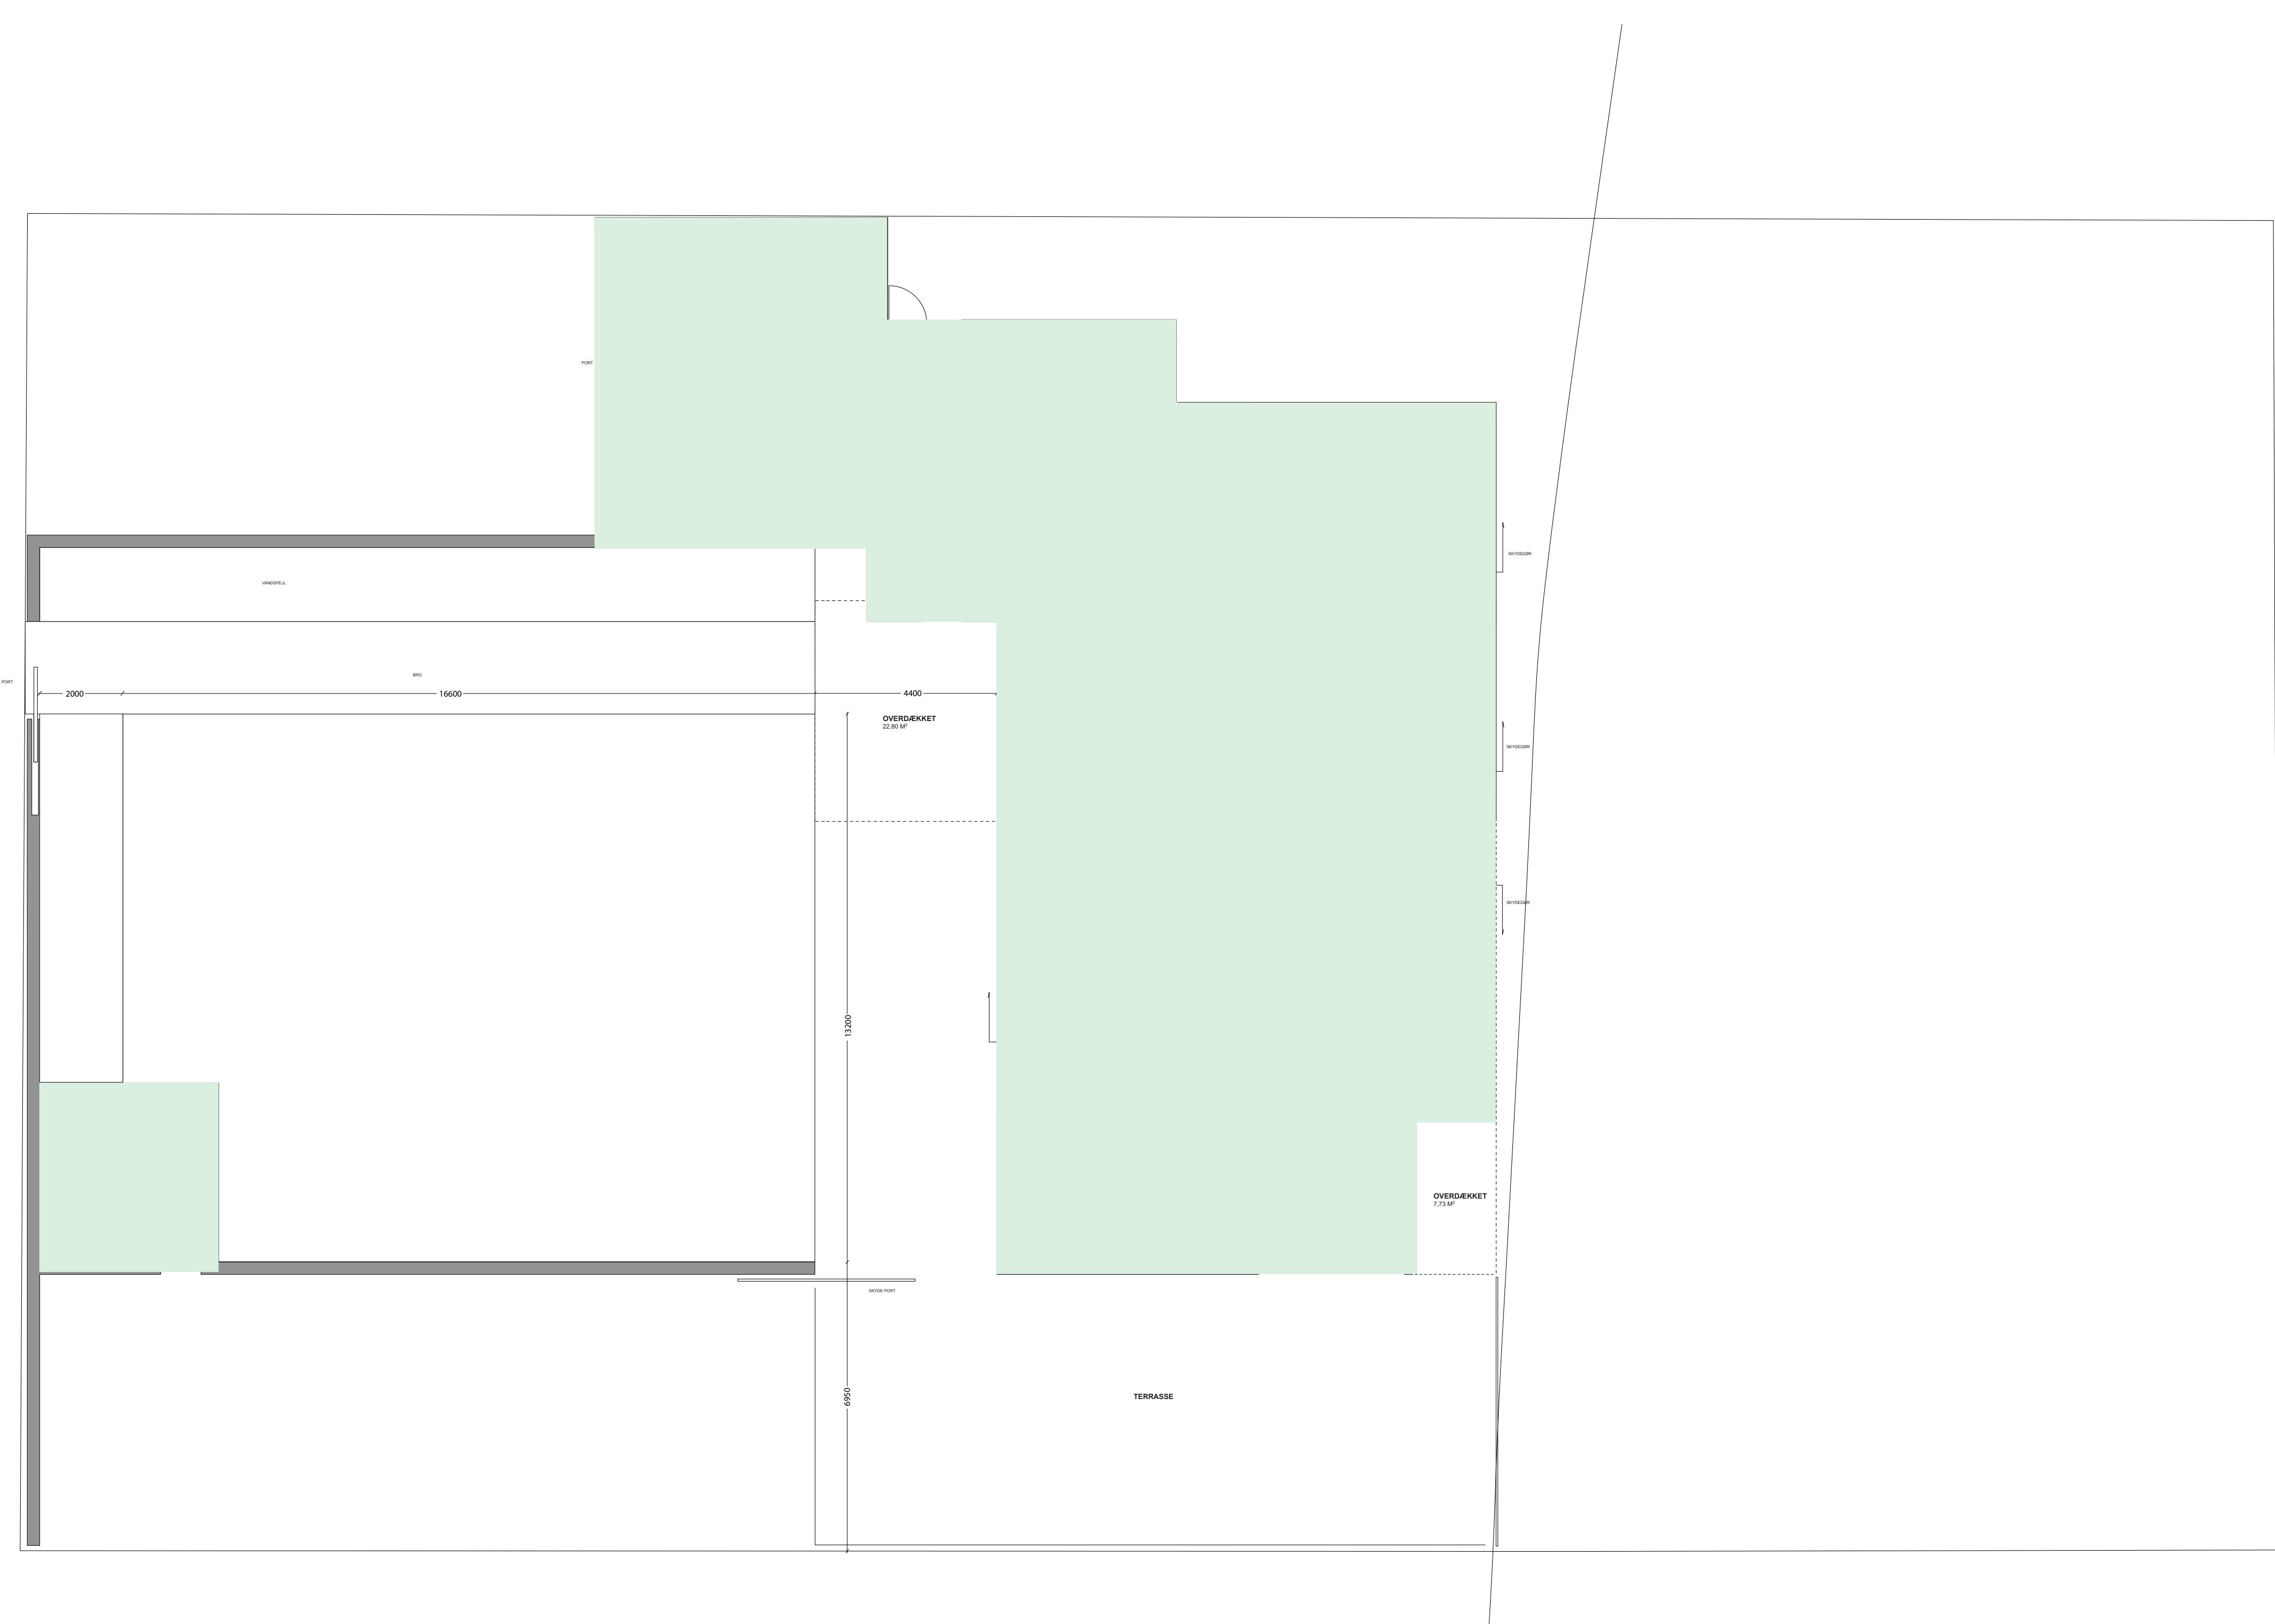 PORT
SKYDEDØR
VANDSPEJL
BRO
PORT
2000
16600
4400
OVERDÆKKET
22,80 M²
SKYDEDØR
SKYDEDØR
13200
OVERDÆKKET
7,73 M²
SKYDE PORT
6950
TERRASSE